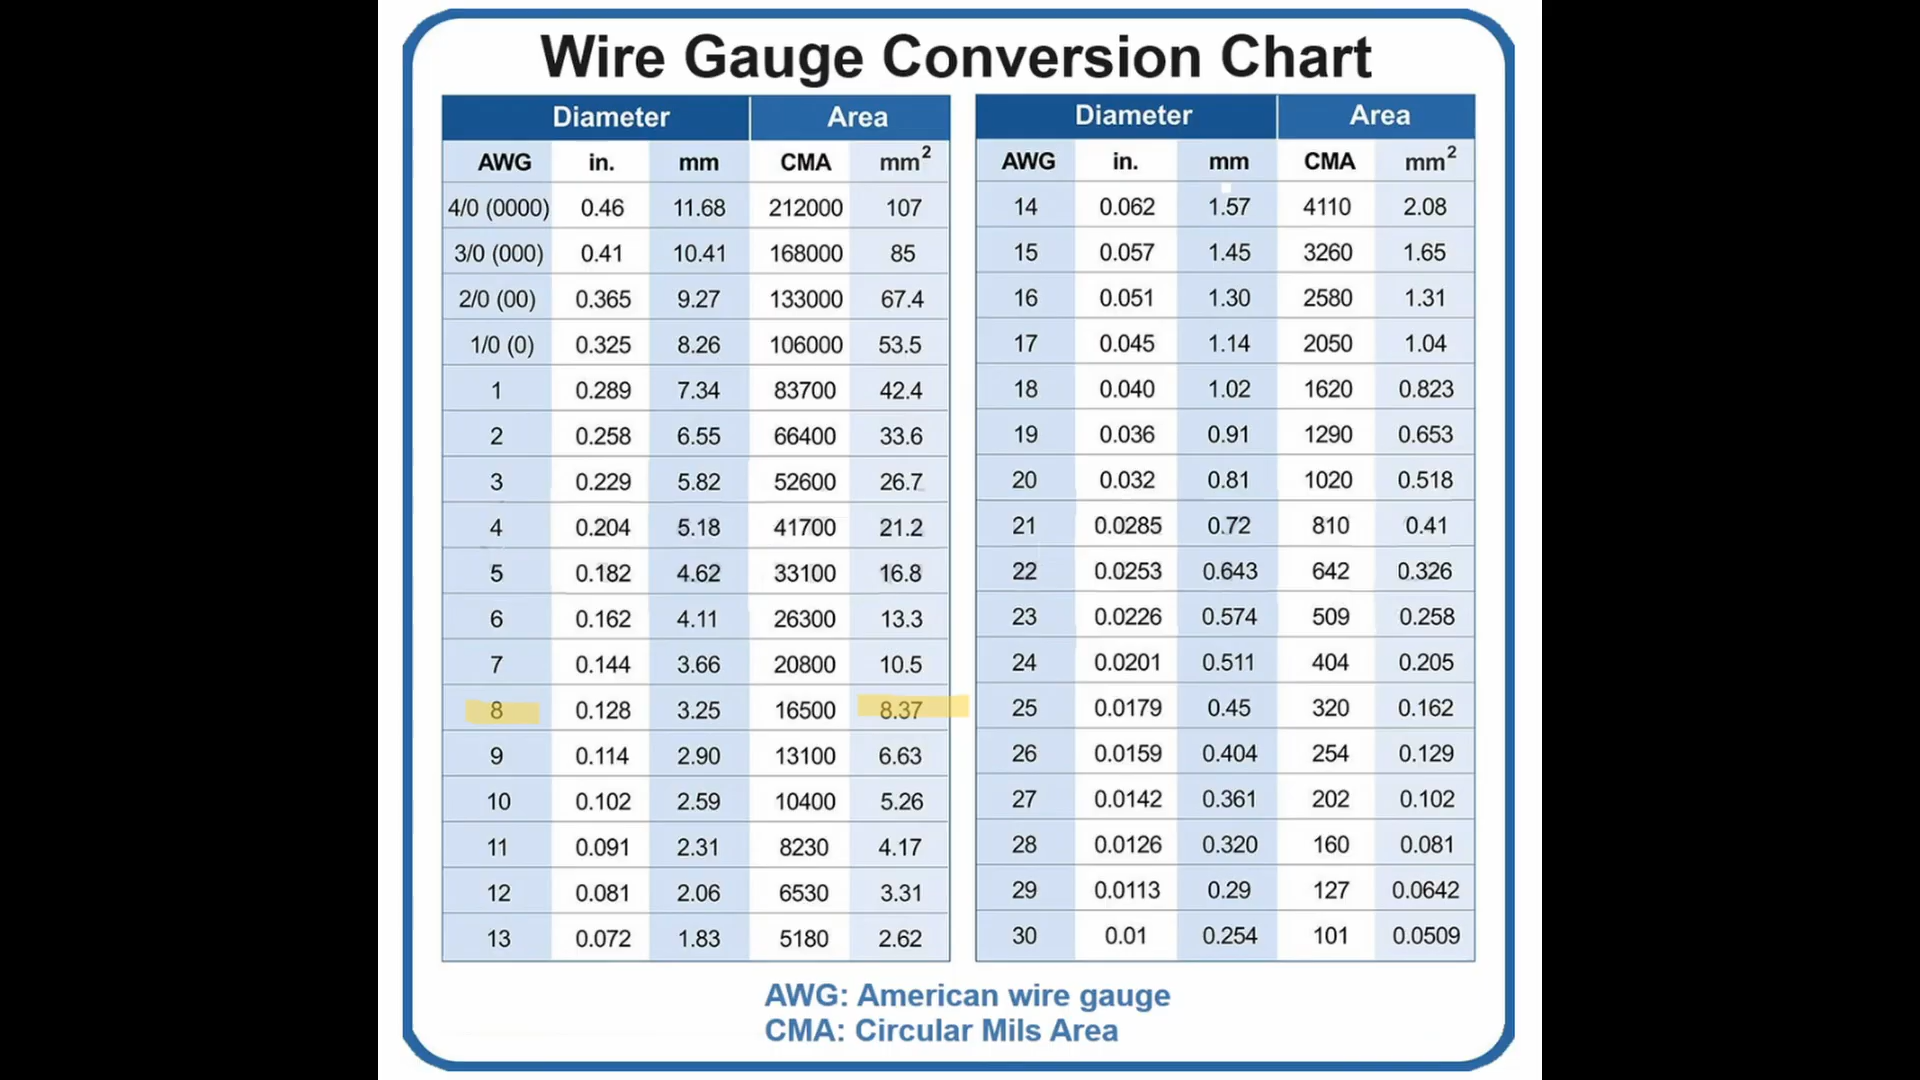 Wire Gauge Conversion Chart
Diameter Area
AWG in. mm CMA mm²
4/0 (0000) 0.46 11.68 212000 107
3/0 (000) 0.41 10.41 168000 85
2/0 (00) 0.365 9.27 133000 67.4
1/0 (0) 0.325 8.26 106000 53.5
1 0.289 7.34 83700 42.4
2 0.258 6.55 66400 33.6
3 0.229 5.82 52600 26.7
4 0.204 5.18 41700 21.2
5 0.182 4.62 33100 16.8
6 0.162 4.11 26300 13.3
7 0.144 3.66 20800 10.5
8 0.128 3.25 16500 8.37
9 0.114 2.90 13100 6.63
10 0.102 2.59 10400 5.26
11 0.091 2.31 8230 4.17
12 0.081 2.06 6530 3.31
13 0.072 1.83 5180 2.62
Diameter Area
AWG in. mm CMA mm²
14 0.062 1.57 4110 2.08
15 0.057 1.45 3260 1.65
16 0.051 1.30 2580 1.31
17 0.045 1.14 2050 1.04
18 0.040 1.02 1620 0.823
19 0.036 0.91 1290 0.653
20 0.032 0.81 1020 0.518
21 0.0285 0.72 810 0.41
22 0.0253 0.643 642 0.326
23 0.0226 0.574 509 0.258
24 0.0201 0.511 404 0.205
25 0.0179 0.45 320 0.162
26 0.0159 0.404 254 0.129
27 0.0142 0.361 202 0.102
28 0.0126 0.320 160 0.081
29 0.0113 0.29 127 0.0642
30 0.01 0.254 101 0.0509
AWG: American wire gauge
CMA: Circular Mils Area